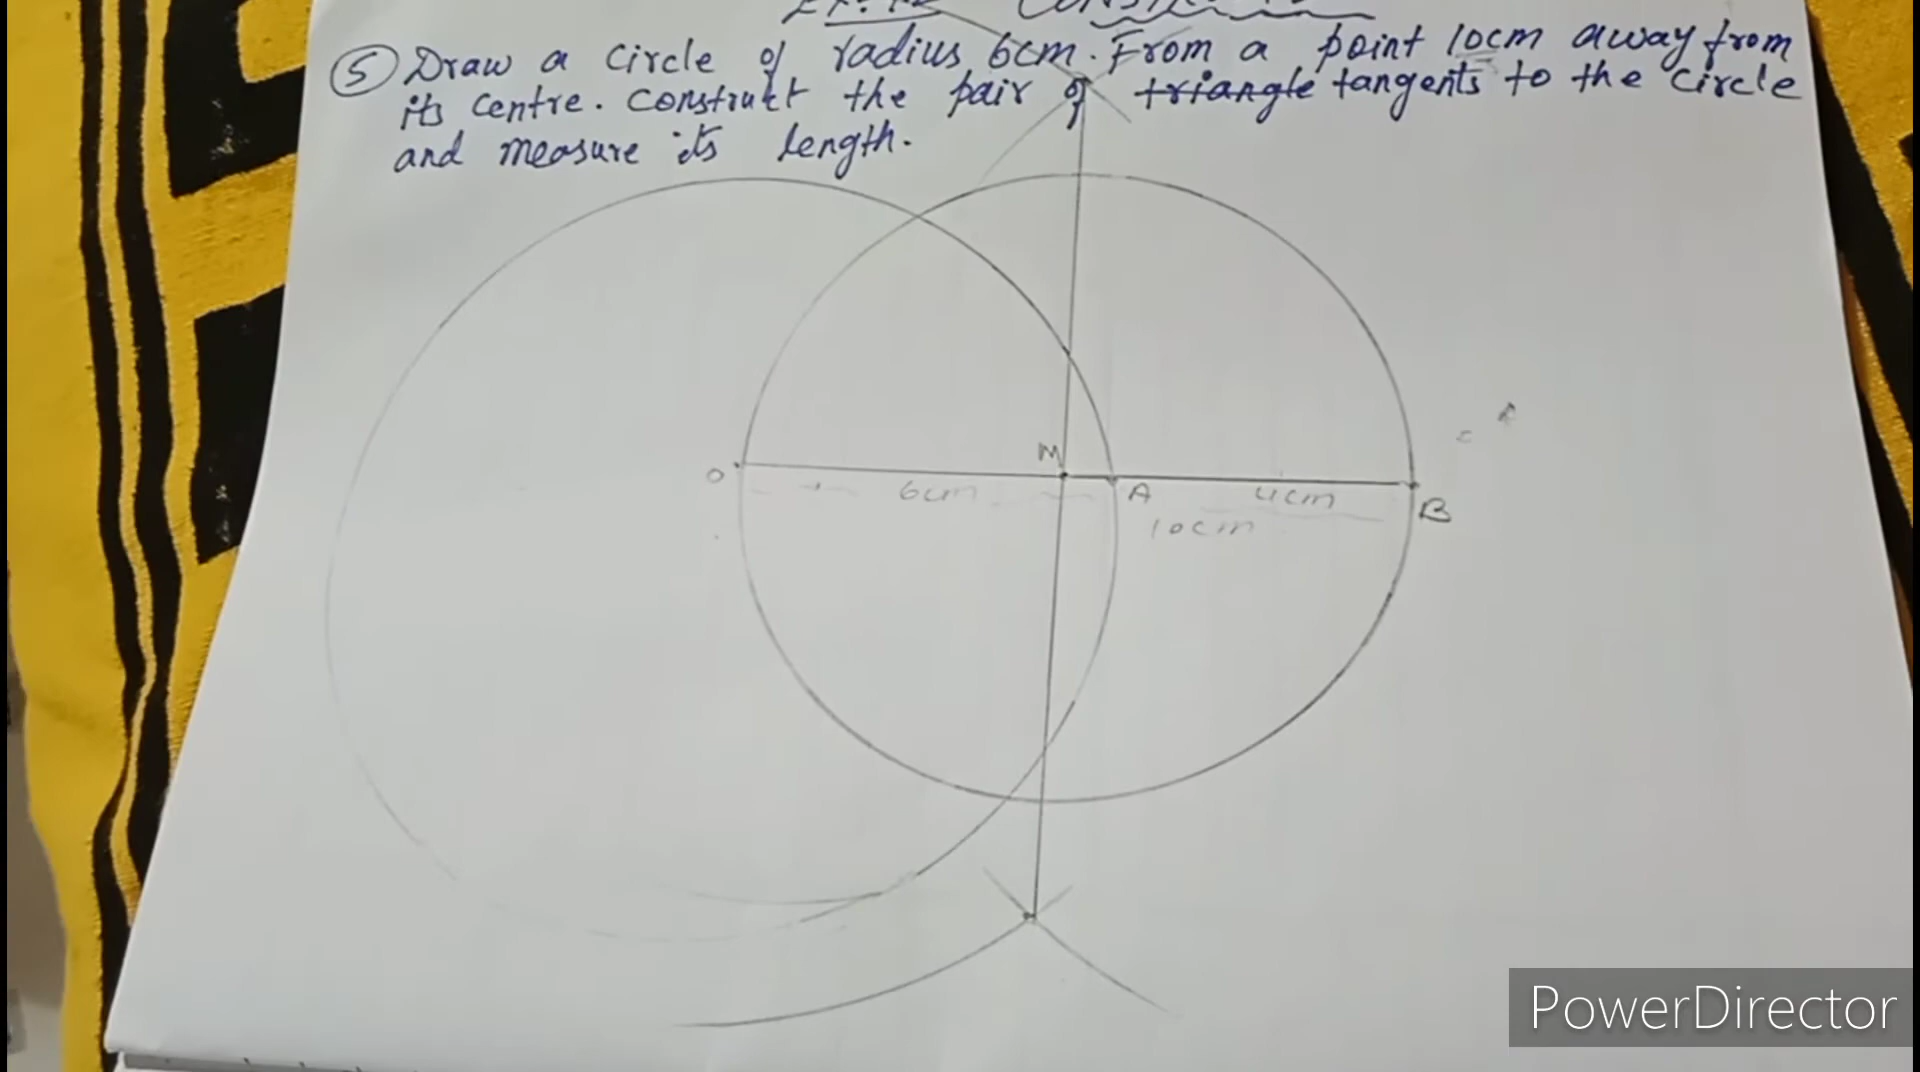 ⑤ Draw a circle of radius 6cm. From a point 10cm away from
its centre. Construkt the pair of triangle tangents to the circle
and measure its length.
M
O
6cm
A
4cm
B
10cm
PowerDirector